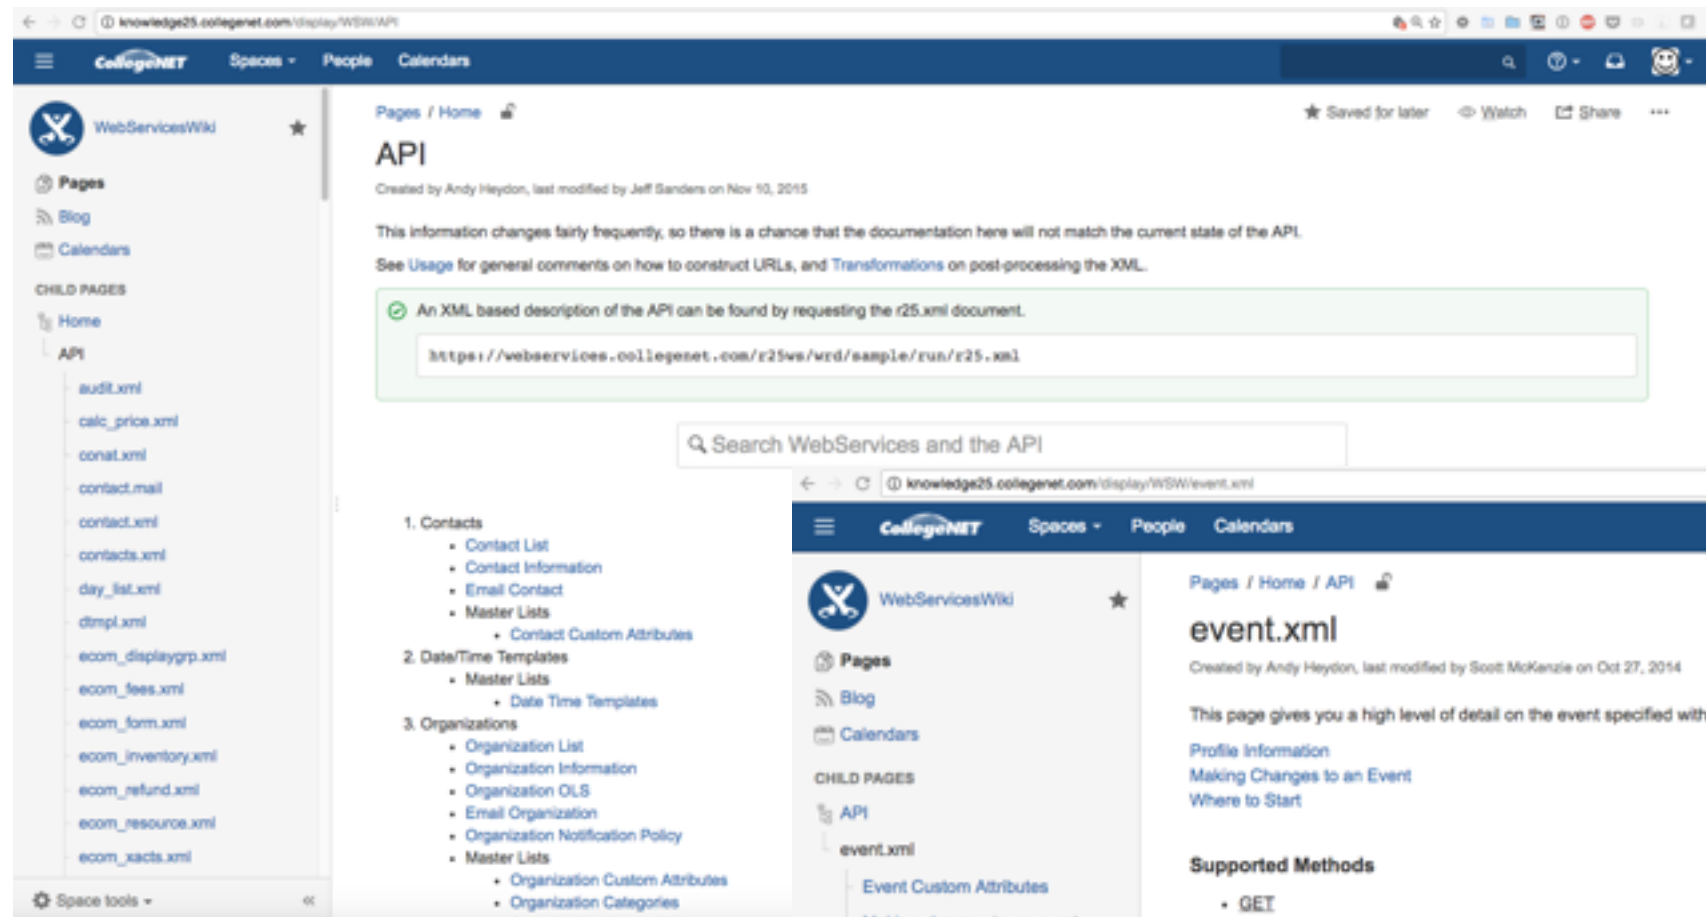 knowledge25.collegenet.com/display/WSW/API
CollegeNET Spaces People Calendars
WebServicesWiki
Pages
Blog
Calendars
CHILD PAGES
Home
API
audit.xml
calc_price.xml
conat.xml
contact.mail
contact.xml
contacts.xml
day_list.xml
dtmpl.xml
ecom_displaygrp.xml
ecom_fees.xml
ecom_form.xml
ecom_inventory.xml
ecom_refund.xml
ecom_resource.xml
ecom_xacts.xml
Space tools
Pages / Home
Saved for later Watch Share
API
Created by Andy Heydon, last modified by Jeff Sanders on Nov 10, 2015
This information changes fairly frequently, so there is a chance that the documentation here will not match the current state of the API.
See Usage for general comments on how to construct URLs, and Transformations on post-processing the XML.
An XML based description of the API can be found by requesting the r25.xml document.
https://webservices.collegenet.com/r25ws/wrd/sample/run/r25.xml
Search WebServices and the API
1. Contacts
Contact List
Contact Information
Email Contact
Master Lists
Contact Custom Attributes
2. Date/Time Templates
Master Lists
Date Time Templates
3. Organizations
Organization List
Organization Information
Organization OLS
Email Organization
Organization Notification Policy
Master Lists
Organization Custom Attributes
Organization Categories
knowledge25.collegenet.com/display/WSW/event.xml
CollegeNET Spaces People Calendars
WebServicesWiki
Pages
Blog
Calendars
CHILD PAGES
API
event.xml
Event Custom Attributes
Pages / Home / API
event.xml
Created by Andy Heydon, last modified by Scott McKenzie on Oct 27, 2014
This page gives you a high level of detail on the event specified with
Profile Information
Making Changes to an Event
Where to Start
Supported Methods
GET